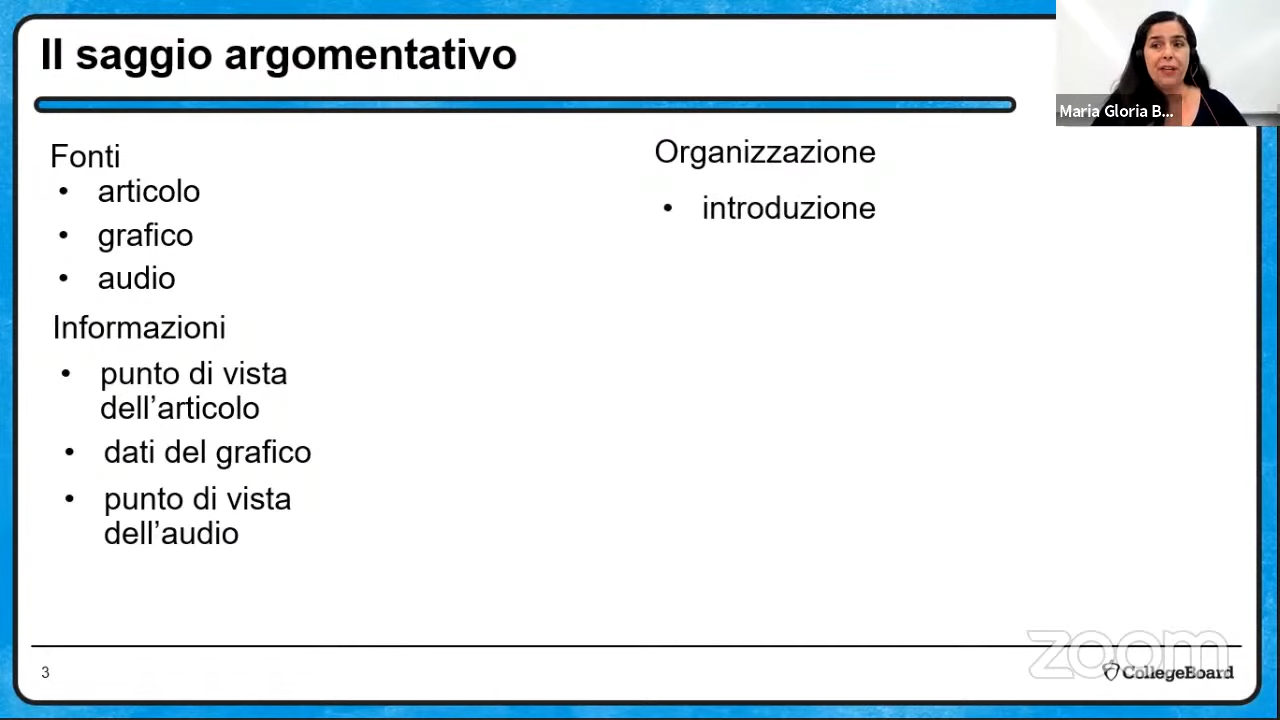 Il saggio argomentativo
Maria Gloria B...
Fonti
• articolo
• grafico
• audio
Informazioni
• punto di vista
dell’articolo
• dati del grafico
• punto di vista
dell’audio
Organizzazione
• introduzione
zoom
3
CollegeBoard